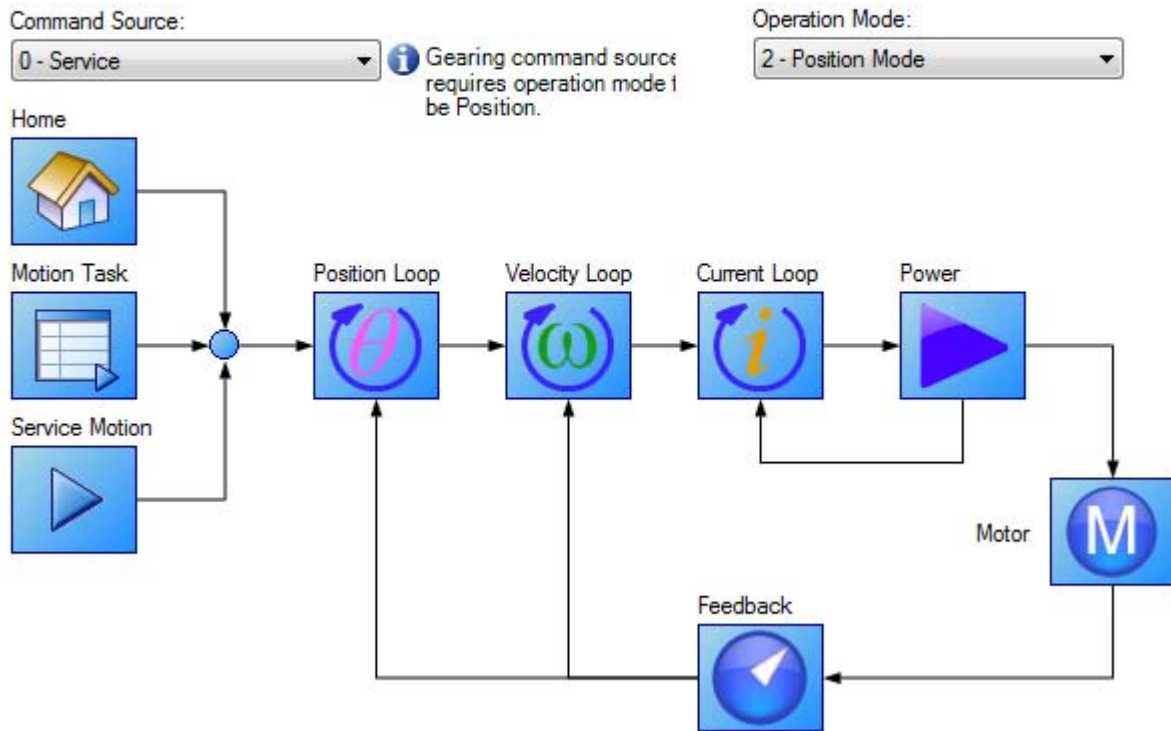 Command Source:
Operation Mode:
0 - Service
2 - Position Mode
Gearing command source
requires operation mode t
be Position.
Home
Motion Task
Position Loop
Velocity Loop
Current Loop
Power
θ
ω
i
Service Motion
Motor
M
Feedback